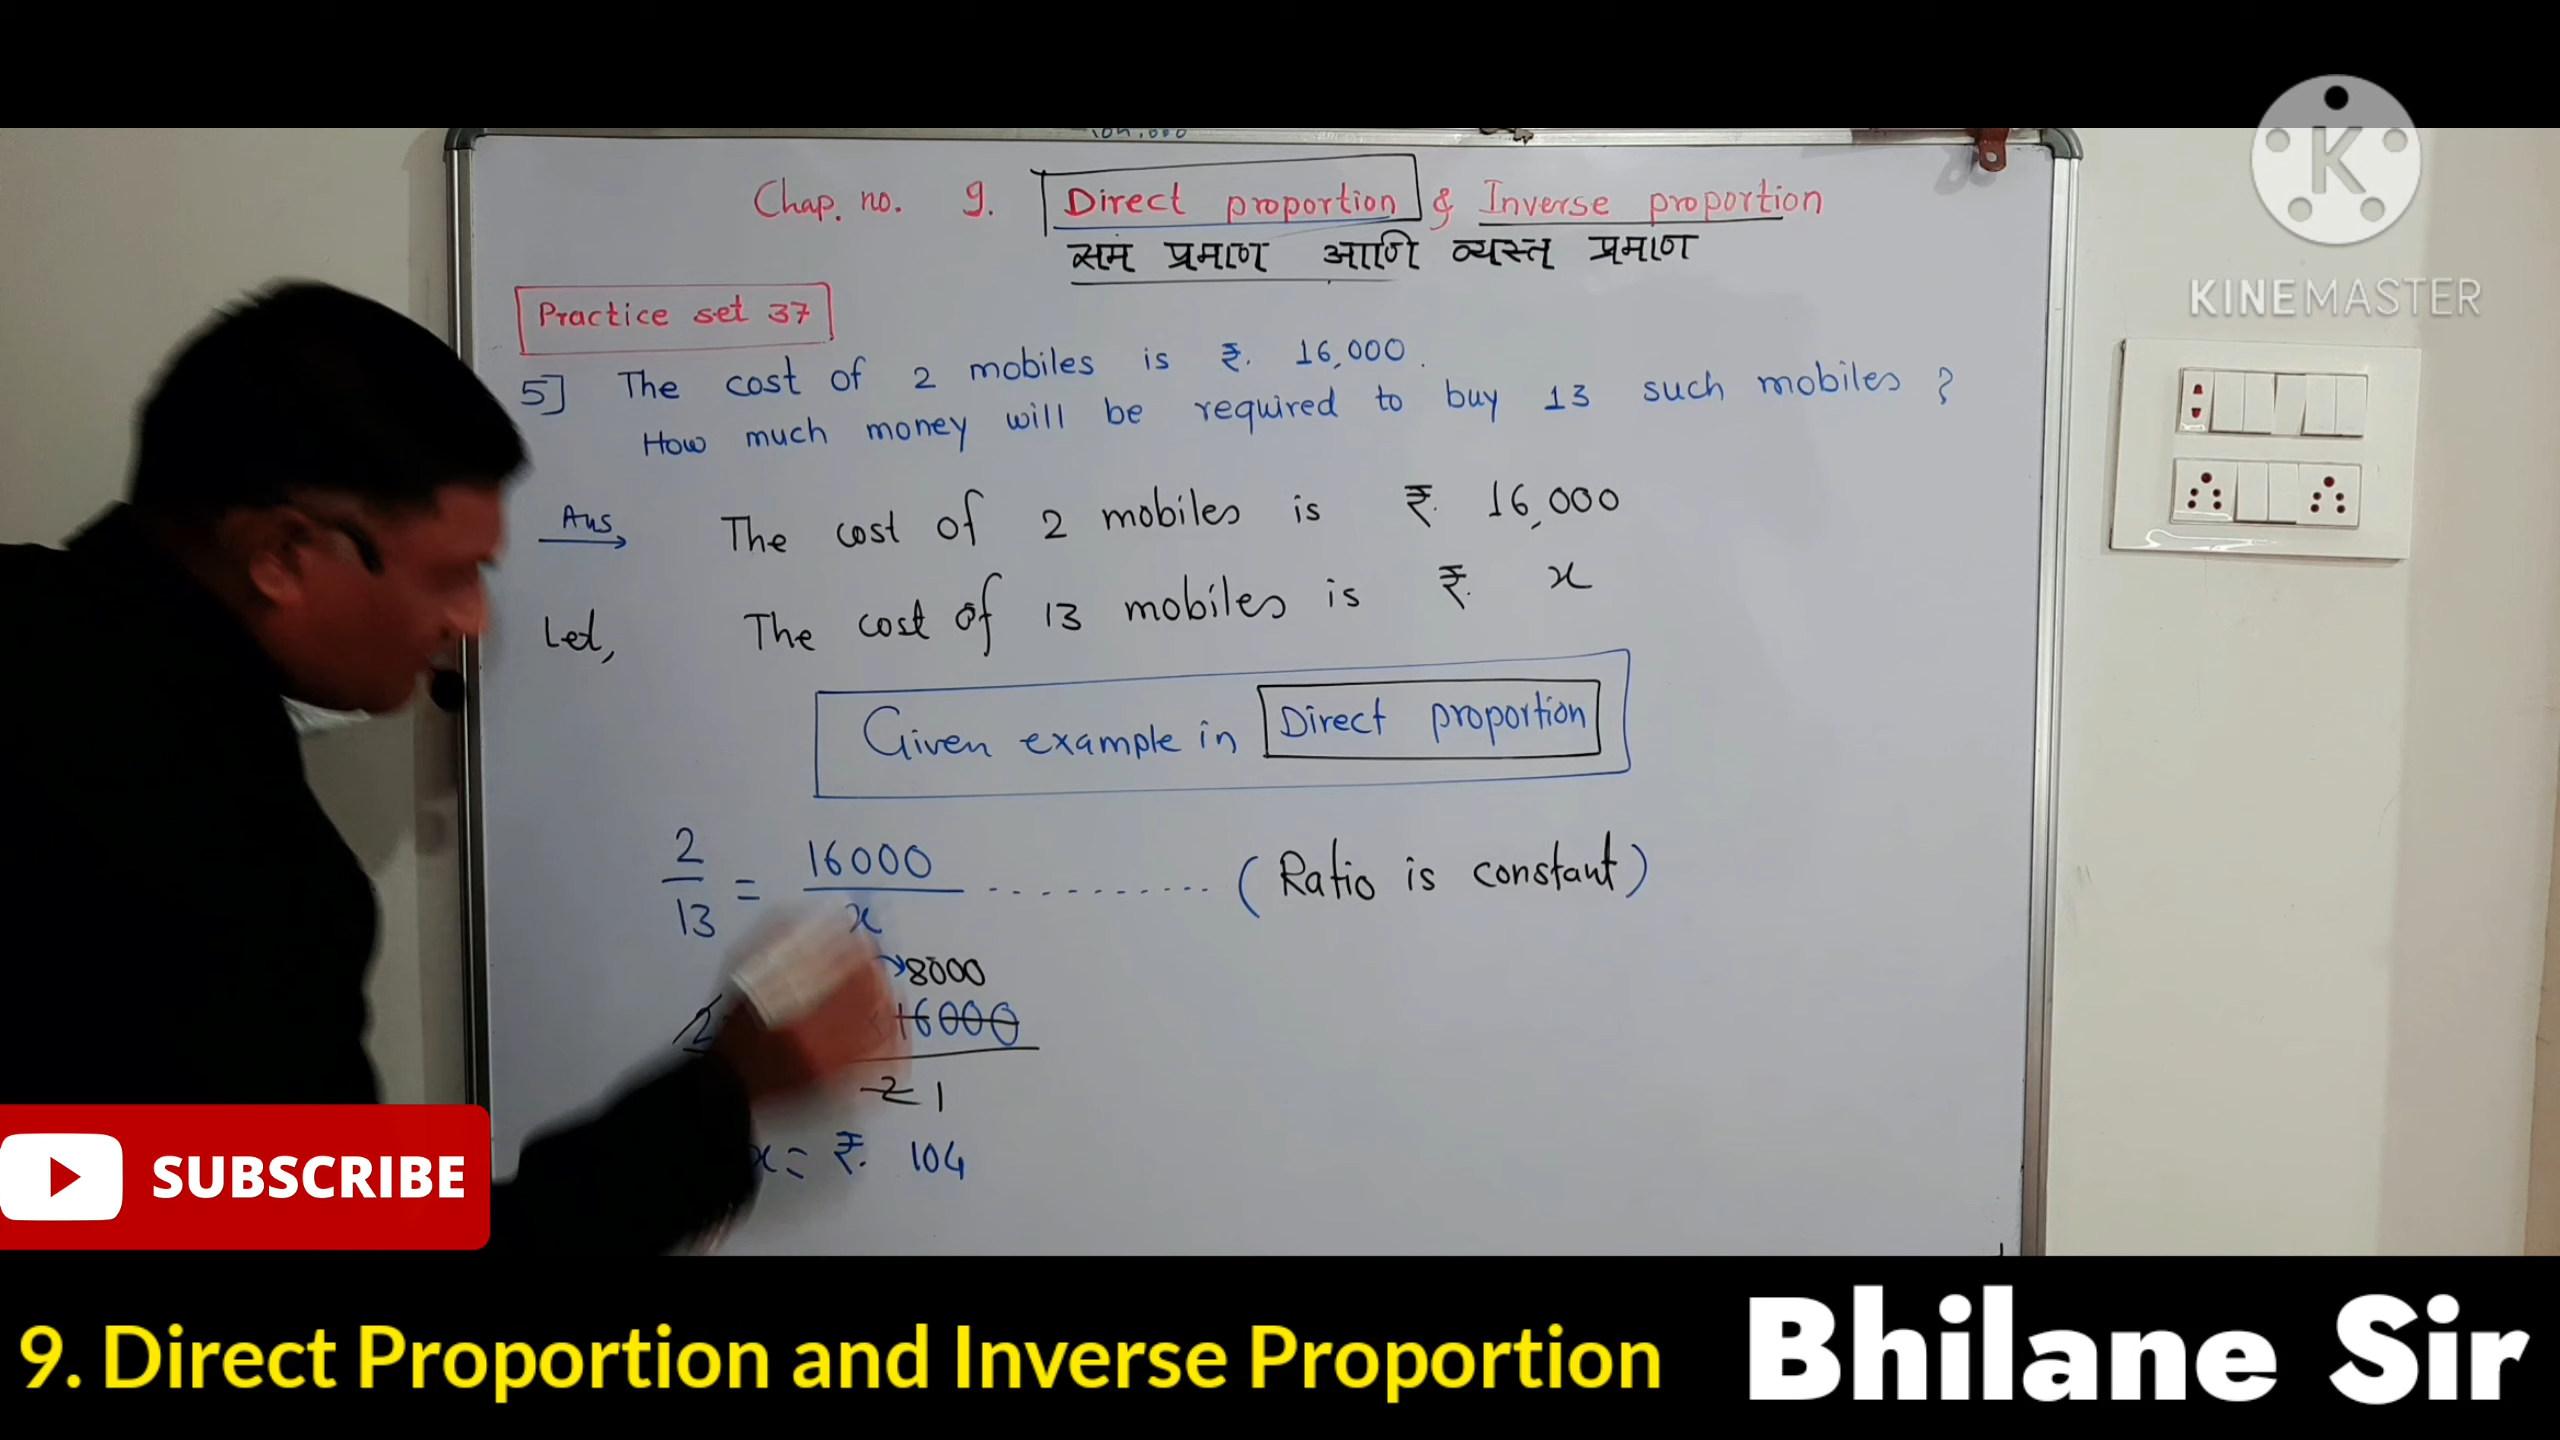 Chap. no. 9. Direct proportion & Inverse proportion
सम प्रमाण आणि व्यस्त प्रमाण
Practice set 37
5] The cost of 2 mobiles is ₹. 16,000.
How much money will be required to buy 13 such mobiles ?
Ans The cost of 2 mobiles is ₹. 16,000
Let, The cost of 13 mobiles is ₹. x
Given example in Direct proportion
2/13 = 16000/x ............ (Ratio is constant)
8000
2 16000
2 1
x = ₹. 104
K
KINEMASTER
SUBSCRIBE
9. Direct Proportion and Inverse Proportion Bhilane Sir